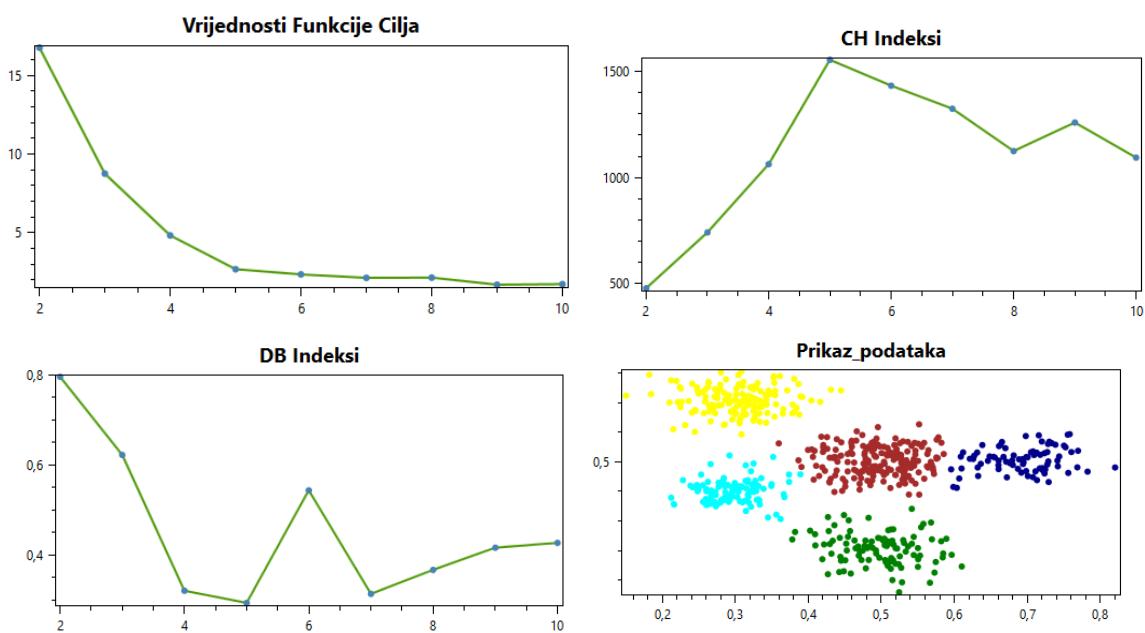 Vrijednosti Funkcije Cilja
15
10
5
2 4 6 8 10
CH Indeksi
1500
1000
500
2 4 6 8 10
DB Indeksi
0,8
0,6
0,4
2 4 6 8 10
Prikaz_podataka
0,5
0,2 0,3 0,4 0,5 0,6 0,7 0,8